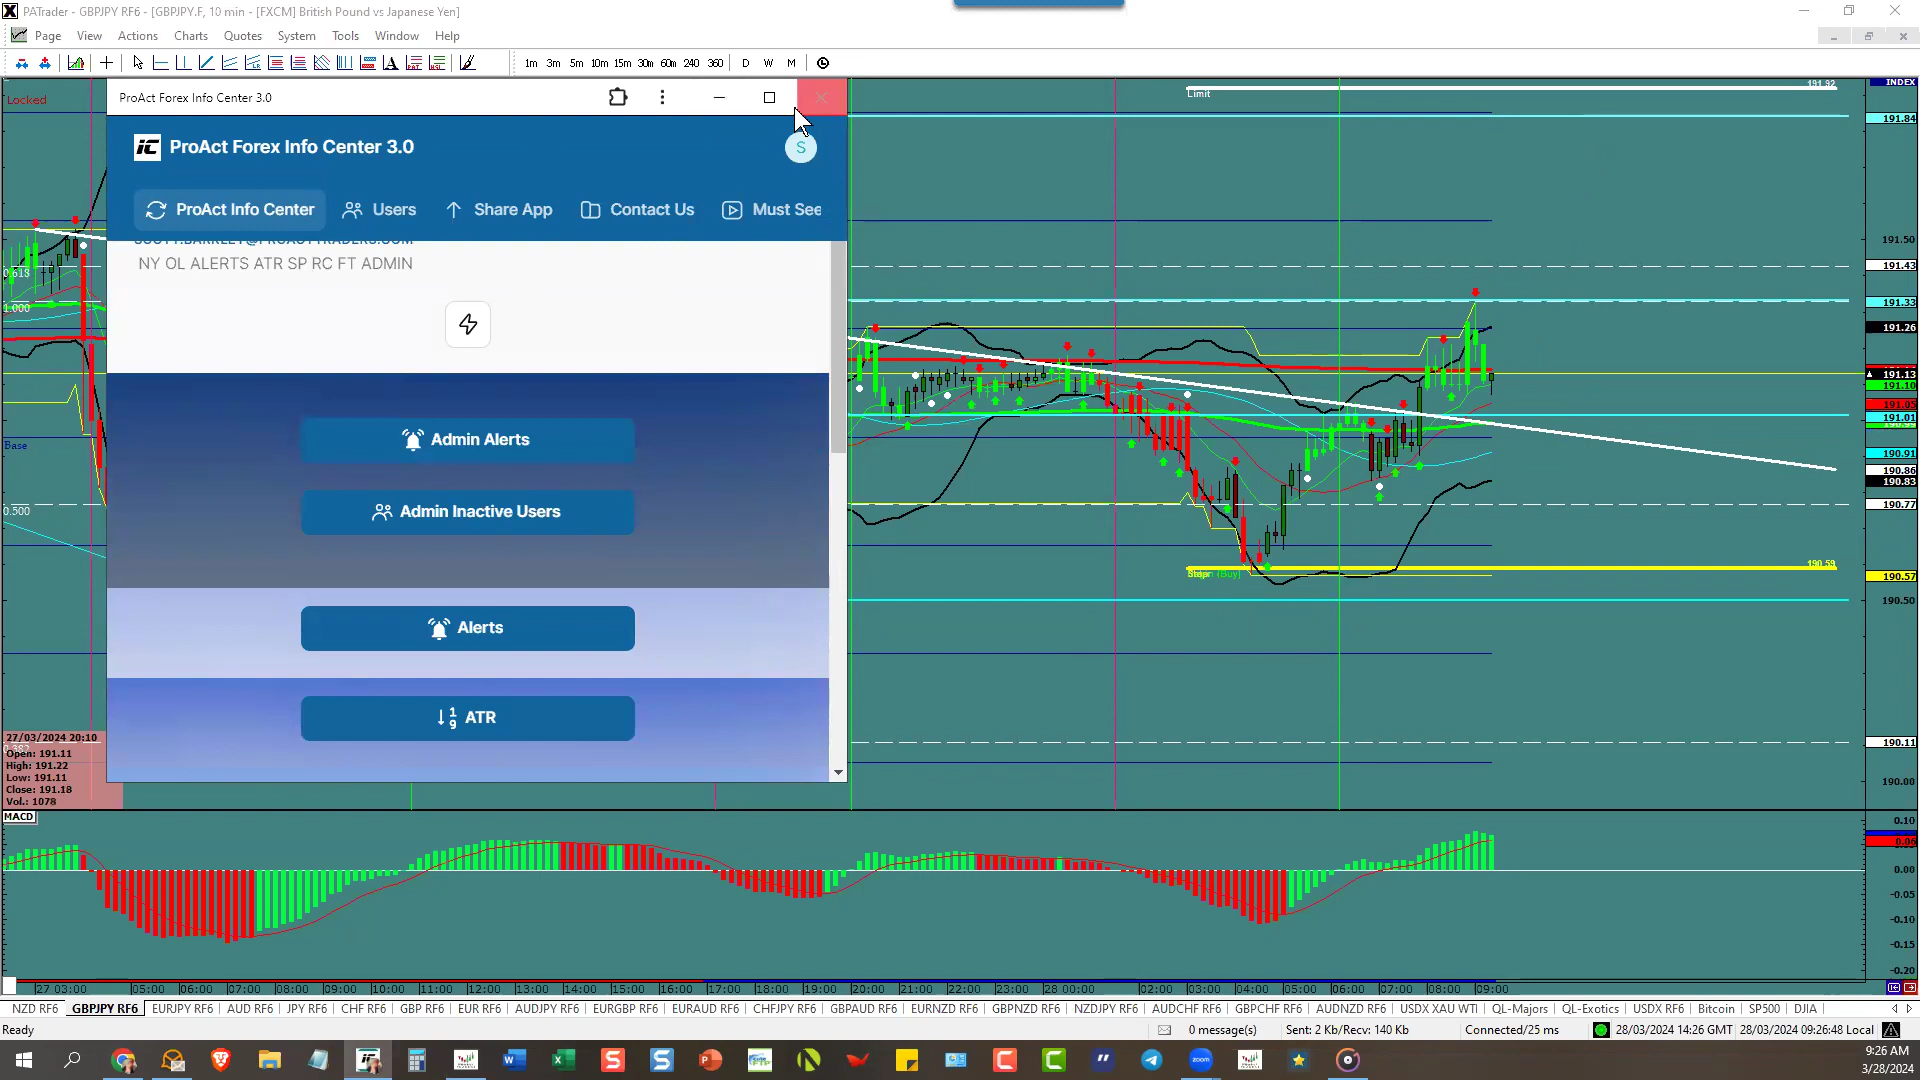 PATrader - GBPJPY RF6 - [GBPJPY.F, 10 min - [FXCM] British Pound vs Japanese Yen]
Page View Actions Charts Quotes System Tools Window Help
1m 3m 5m 10m 15m 30m 60m 240 360 D W M
Locked
ProAct Forex Info Center 3.0
iC ProAct Forex Info Center 3.0
S
ProAct Info Center Users Share App Contact Us Must See
NY OL ALERTS ATR SP RC FT ADMIN
Admin Alerts
Admin Inactive Users
Alerts
ATR
0.618
1.000
Base
0.500
27/03/2024 20:10
Open: 191.11
High: 191.22
Low: 191.11
Close: 191.18
Vol.: 1078
Limit
191.92
190.59
INDEX
191.84
191.50
191.43
191.33
191.26
191.13
191.10
191.05
191.01
190.91
190.86
190.83
190.77
190.57
190.50
190.11
190.00
MACD
0.10
0.06
0.00
-0.05
-0.10
-0.15
-0.20
27 03:00 05:00 06:00 07:00 08:00 09:00 10:00 11:00 12:00 13:00 14:00 15:00 16:00 17:00 18:00 19:00 20:00 21:00 22:00 23:00 28 00:00 02:00 03:00 04:00 05:00 06:00 07:00 08:00 09:00
NZD RF6 GBPJPY RF6 EURJPY RF6 AUD RF6 JPY RF6 CHF RF6 GBP RF6 EUR RF6 AUDJPY RF6 EURGBP RF6 EURAUD RF6 CHFJPY RF6 GBPAUD RF6 EURNZD RF6 GBPNZD RF6 NZDJPY RF6 AUDCHF RF6 GBPCHF RF6 AUDNZD RF6 USDX XAU WTI QL-Majors QL-Exotics USDX RF6 Bitcoin SP500 DJIA
Ready 0 message(s) Sent: 2 Kb/Recv: 140 Kb Connected/25 ms 28/03/2024 14:26 GMT 28/03/2024 09:26:48 Local
9:26 AM
3/28/2024